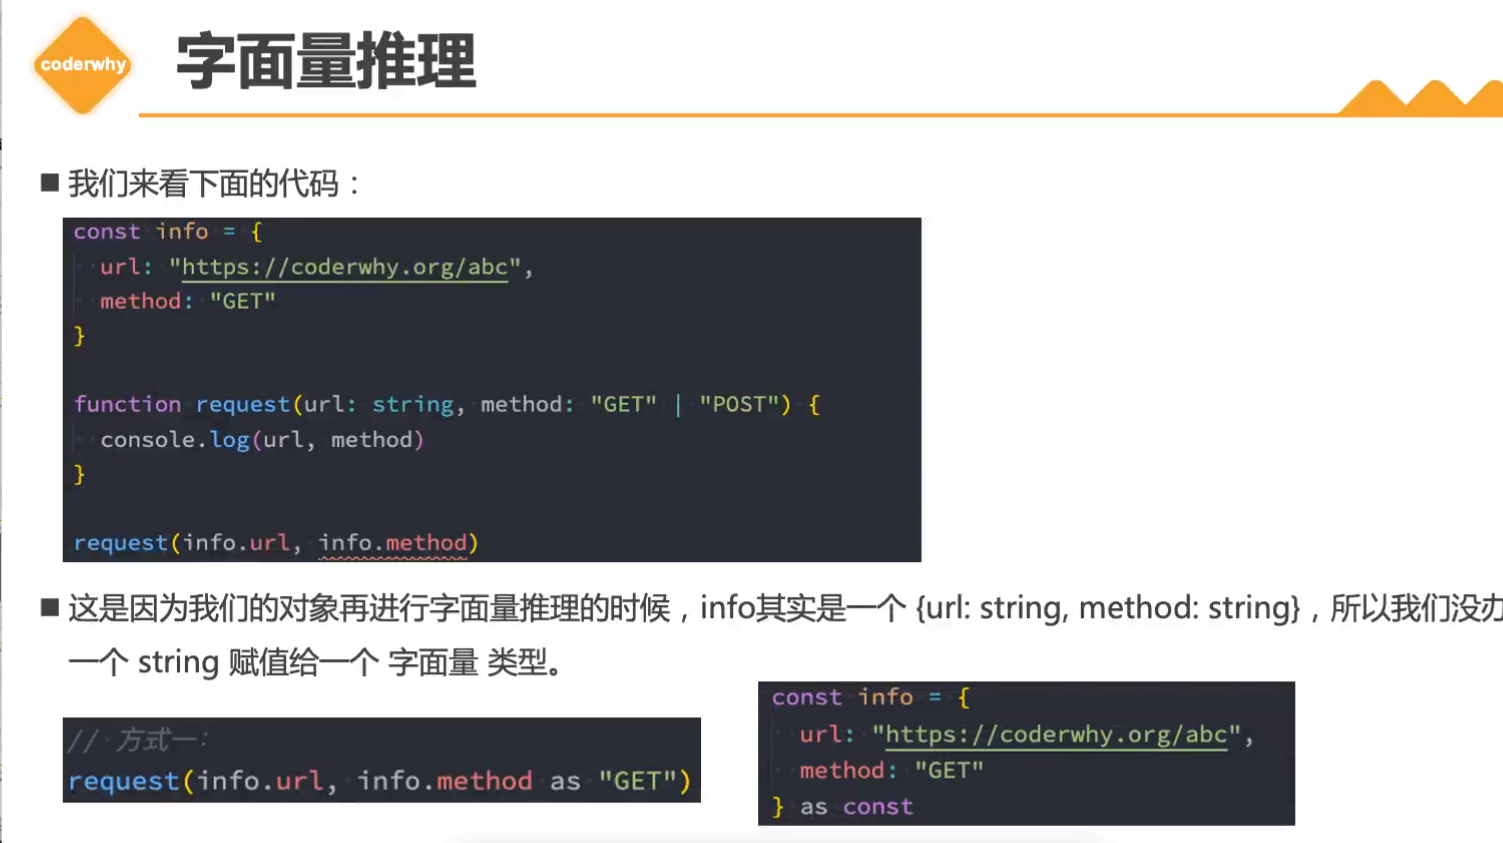 coderwhy
字面量推理
■ 我们来看下面的代码：
const info = {
url: "https://coderwhy.org/abc",
method: "GET"
}
function request(url: string, method: "GET" | "POST") {
console.log(url, method)
}
request(info.url, info.method)
■ 这是因为我们的对象再进行字面量推理的时候，info其实是一个 {url: string, method: string}，所以我们没办
一个 string 赋值给一个 字面量 类型。
// 方式一：
request(info.url, info.method as "GET")
const info = {
url: "https://coderwhy.org/abc",
method: "GET"
} as const